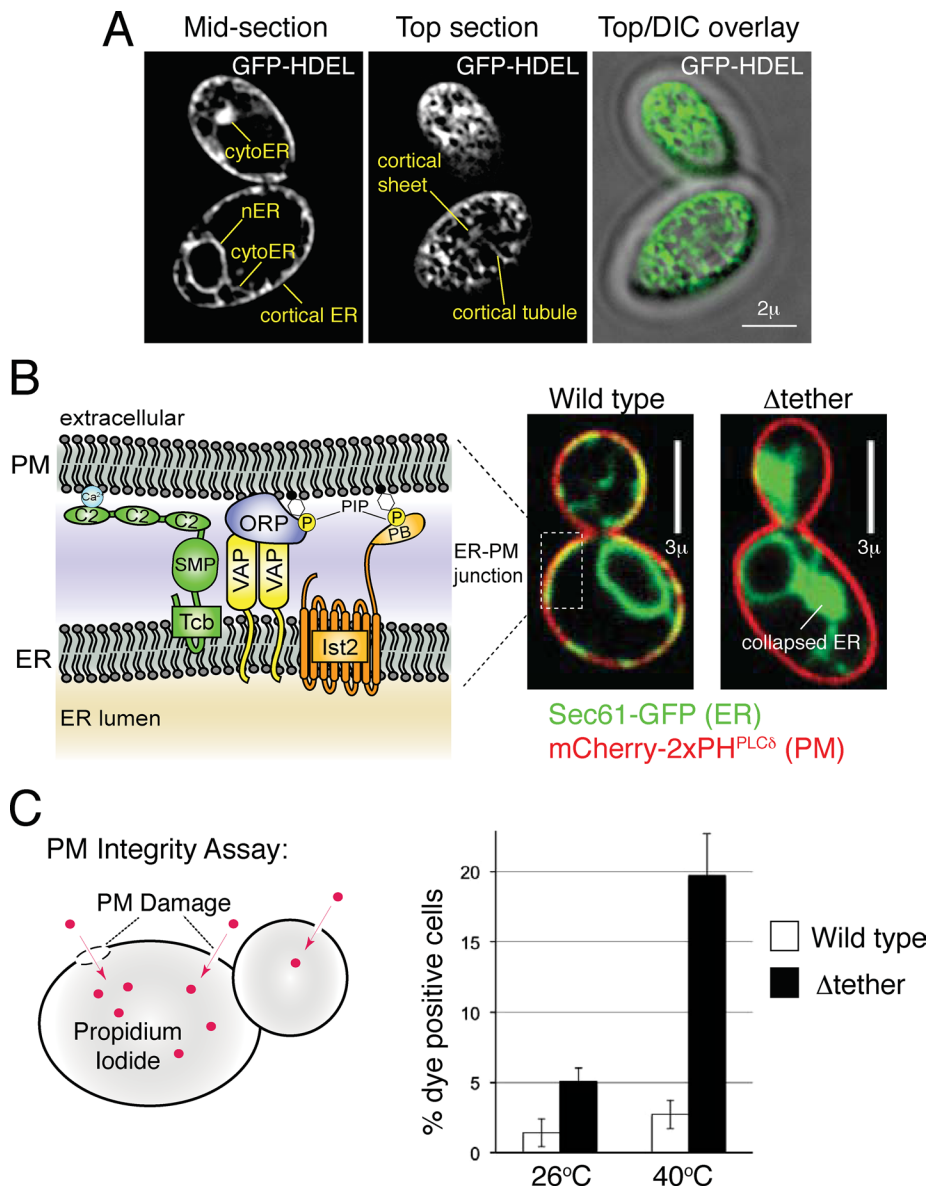 A
Mid-section
Top section
Top/DIC overlay
GFP-HDEL
GFP-HDEL
GFP-HDEL
cytoER
nER
cytoER
cortical ER
cortical
sheet
cortical tubule
2μ
B
extracellular
PM
Ca²⁺
C2
C2
C2
SMP
Tcb
ORP
VAP
VAP
P
PIP
P
PB
Ist2
ER
ER lumen
ER-PM
junction
Wild type
Δtether
3μ
3μ
collapsed ER
Sec61-GFP (ER)
mCherry-2xPHᴾᴸCᵟ (PM)
C
PM Integrity Assay:
PM Damage
Propidium
Iodide
% dye positive cells
20
15
10
5
0
26°C
40°C
Wild type
Δtether